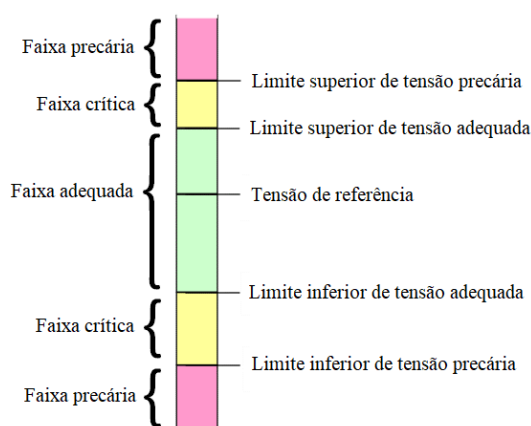 Faixa precária
Limite superior de tensão precária
Faixa crítica
Limite superior de tensão adequada
Faixa adequada
Tensão de referência
Limite inferior de tensão adequada
Faixa crítica
Limite inferior de tensão precária
Faixa precária